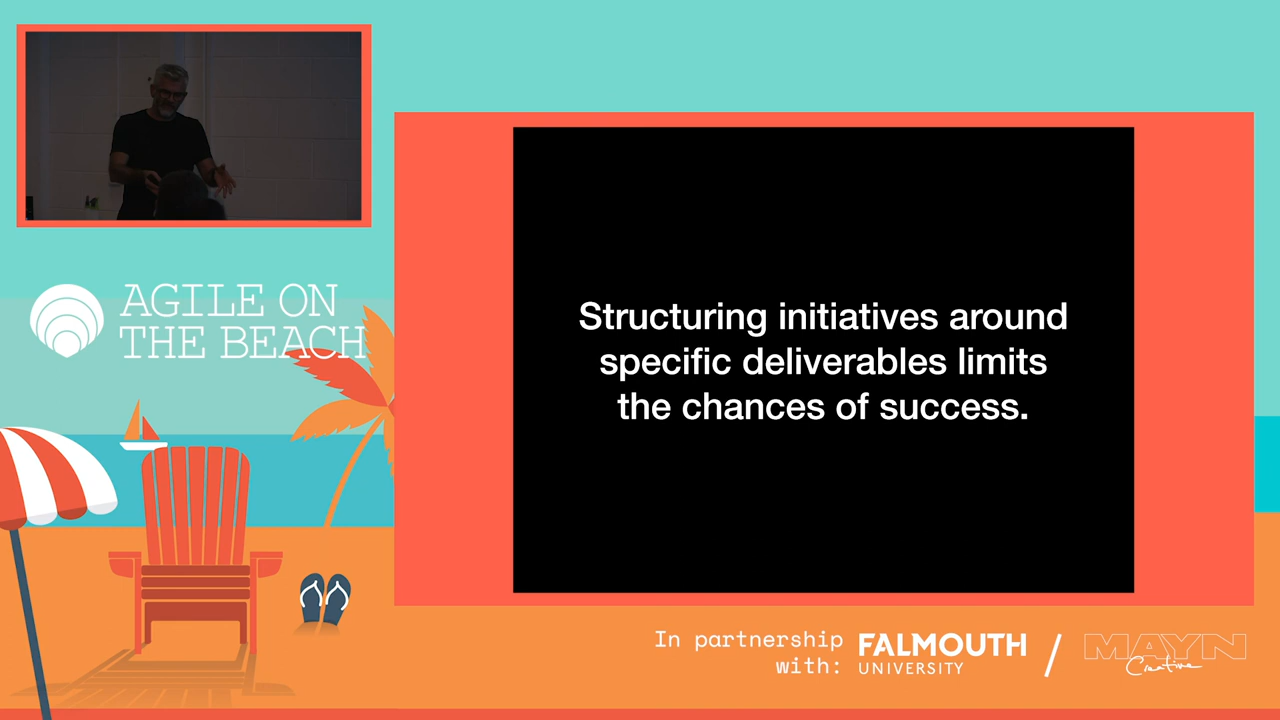 AGILE ON
THE BEACH
Structuring initiatives around
specific deliverables limits
the chances of success.
In partnership
with:
FALMOUTH
UNIVERSITY
/
MAYN
Creative